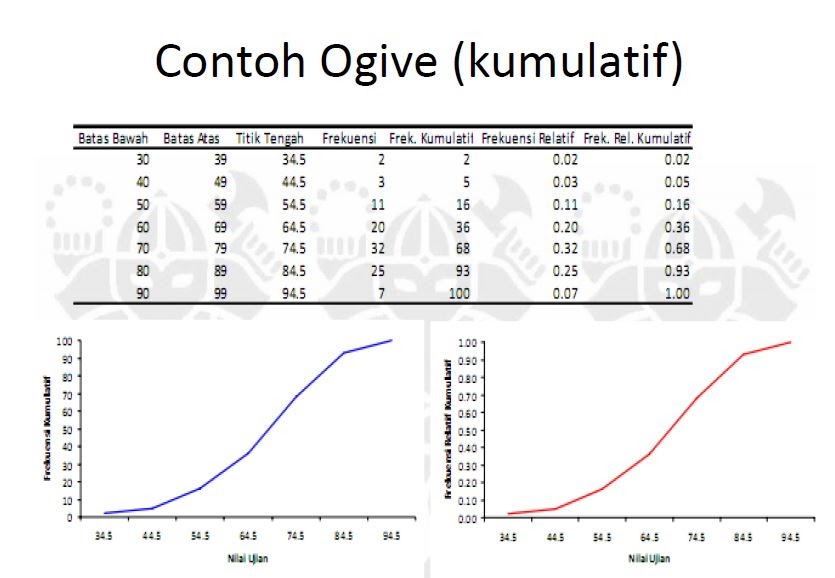 Contoh Ogive (kumulatif)
Batas Bawah Batas Atas Titik Tengah Frekuensi Frek. Kumulatif Frekuensi Relatif Frek. Rel. Kumulatif
30 39 34.5 2 2 0.02 0.02
40 49 44.5 3 5 0.03 0.05
50 59 54.5 11 16 0.11 0.16
60 69 64.5 20 36 0.20 0.36
70 79 74.5 32 68 0.32 0.68
80 89 84.5 25 93 0.25 0.93
90 99 94.5 7 100 0.07 1.00
Frekuensi Kumulatif
100
90
80
70
60
50
40
30
20
10
0
34.5 44.5 54.5 64.5 74.5 84.5 94.5
Nilai Ujian
Frekuensi Relatif Kumulatif
1.00
0.90
0.80
0.70
0.60
0.50
0.40
0.30
0.20
0.10
0.00
34.5 44.5 54.5 64.5 74.5 84.5 94.5
Nilai Ujian